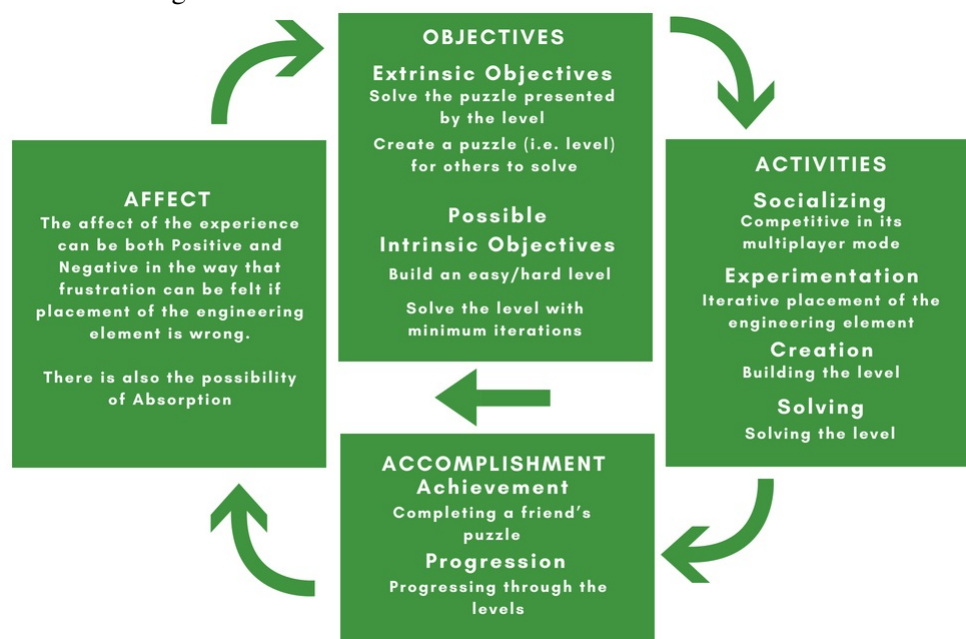 OBJECTIVES
Extrinsic Objectives
Solve the puzzle presented
by the level
Create a puzzle (i.e. level)
for others to solve
Possible
Intrinsic Objectives
Build an easy/hard level
Solve the level with
minimum iterations
ACTIVITIES
Socializing
Competitive in its
multiplayer mode
Experimentation
Iterative placement of the
engineering element
Creation
Building the level
Solving
Solving the level
ACCOMPLISHMENT
Achievement
Completing a friend's
puzzle
Progression
Progressing through the
levels
AFFECT
The affect of the experience
can be both Positive and
Negative in the way that
frustration can be felt if
placement of the engineering
element is wrong.
There is also the possibility
of Absorption